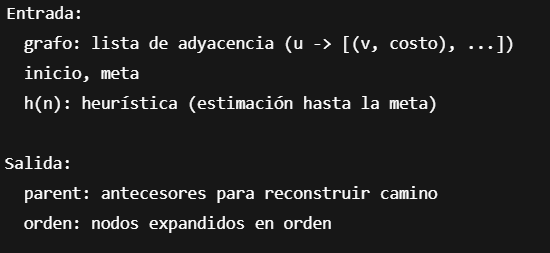 Entrada:
grafo: lista de adyacencia (u -> [(v, costo), ...])
inicio, meta
h(n): heurística (estimación hasta la meta)
Salida:
parent: antecesores para reconstruir camino
orden: nodos expandidos en orden